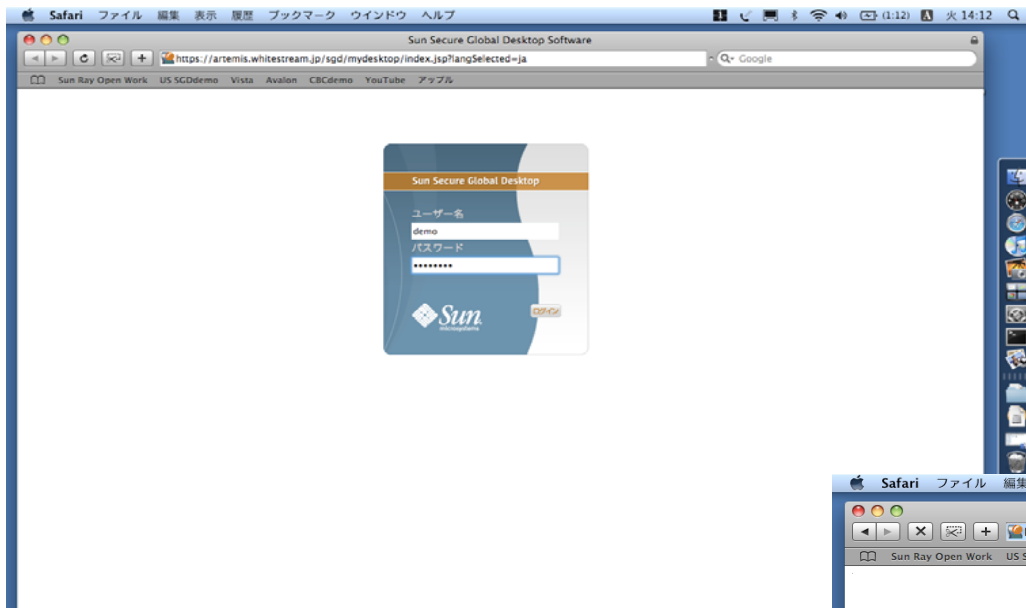 Safari ファイル 編集 表示 履歴 ブックマーク ウインドウ ヘルプ (1:12) A 火 14:12
Sun Secure Global Desktop Software
https://artemis.whitestream.jp/sgd/mydesktop/index.jsp?langSelected=ja
Google
Sun Ray Open Work US SGDdemo Vista Avalon CBCdemo YouTube アップル
Sun Secure Global Desktop
ユーザー名
demo
パスワード
••••••••
Sun
microsystems
ログイン
Safari ファイル 編集
Sun Ray Open Work US S